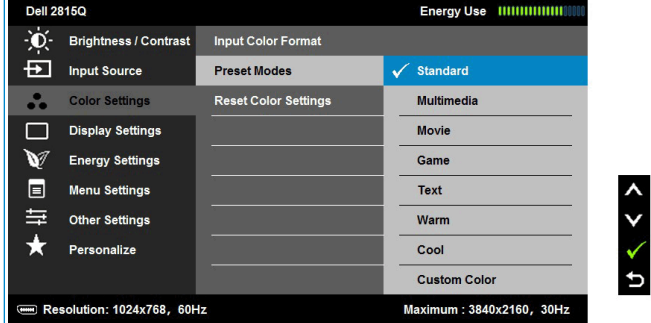 Dell 2815Q Energy Use
Brightness / Contrast Input Color Format
Input Source Preset Modes Standard
Color Settings Reset Color Settings Multimedia
Display Settings Movie
Energy Settings Game
Menu Settings Text
Other Settings Warm
Personalize Cool
Custom Color
Resolution: 1024x768, 60Hz Maximum : 3840x2160, 30Hz